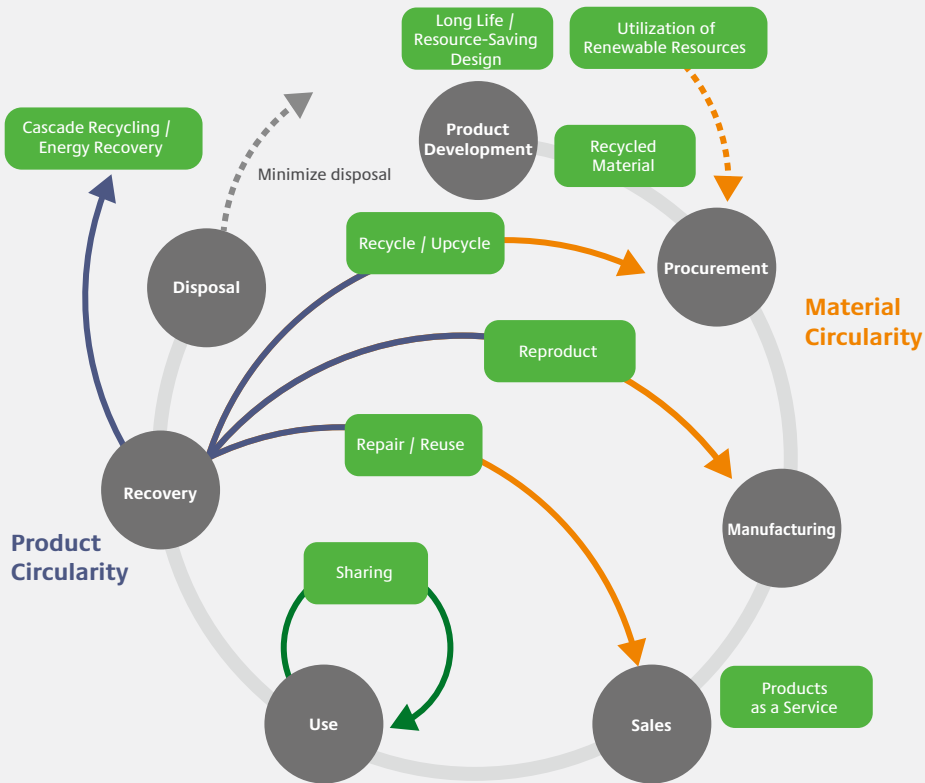 Long Life /
Resource-Saving
Design
Utilization of
Renewable Resources
Cascade Recycling /
Energy Recovery
Product
Development
Recycled
Material
Minimize disposal
Recycle / Upcycle
Procurement
Disposal
Material
Circularity
Reproduct
Repair / Reuse
Recovery
Manufacturing
Product
Circularity
Sharing
Products
as a Service
Use
Sales